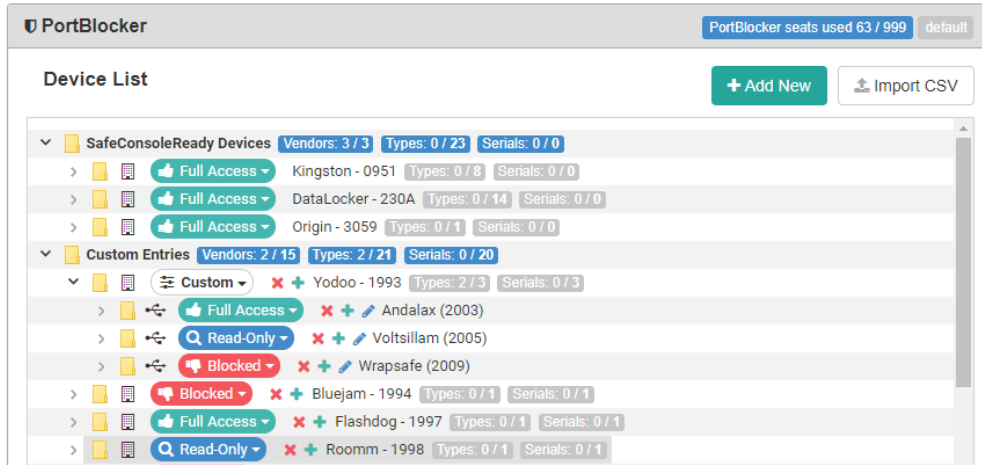 PortBlocker PortBlocker seats used 63 / 999 default
Device List + Add New Import CSV
SafeConsoleReady Devices Vendors: 3 / 3 Types: 0 / 23 Serials: 0 / 0
Full Access Kingston - 0951 Types: 0 / 8 Serials: 0 / 0
Full Access DataLocker - 230A Types: 0 / 14 Serials: 0 / 0
Full Access Origin - 3059 Types: 0 / 1 Serials: 0 / 0
Custom Entries Vendors: 2 / 15 Types: 2 / 21 Serials: 0 / 20
Custom Yodoo - 1993 Types: 2 / 3 Serials: 0 / 3
Full Access Andalax (2003)
Read-Only Voltsillam (2005)
Blocked Wrapsafe (2009)
Blocked Bluejam - 1994 Types: 0 / 1 Serials: 0 / 1
Full Access Flashdog - 1997 Types: 0 / 1 Serials: 0 / 1
Read-Only Roomm - 1998 Types: 0 / 1 Serials: 0 / 1